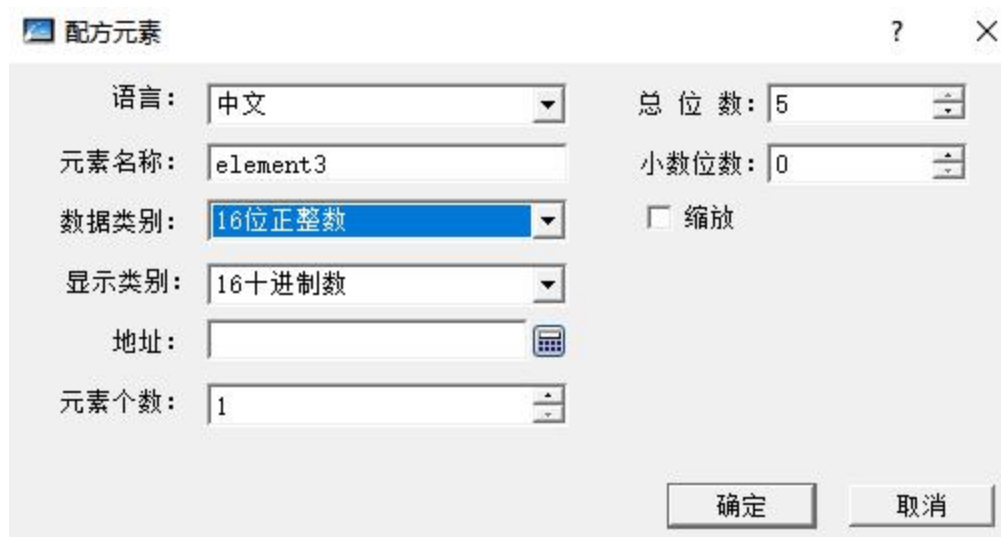 配方元素
语言： 中文 总 位 数： 5
元素名称： element3 小数位数： 0
数据类别： 16位正整数 缩放
显示类别： 16十进制数
地址：
元素个数： 1
确定 取消